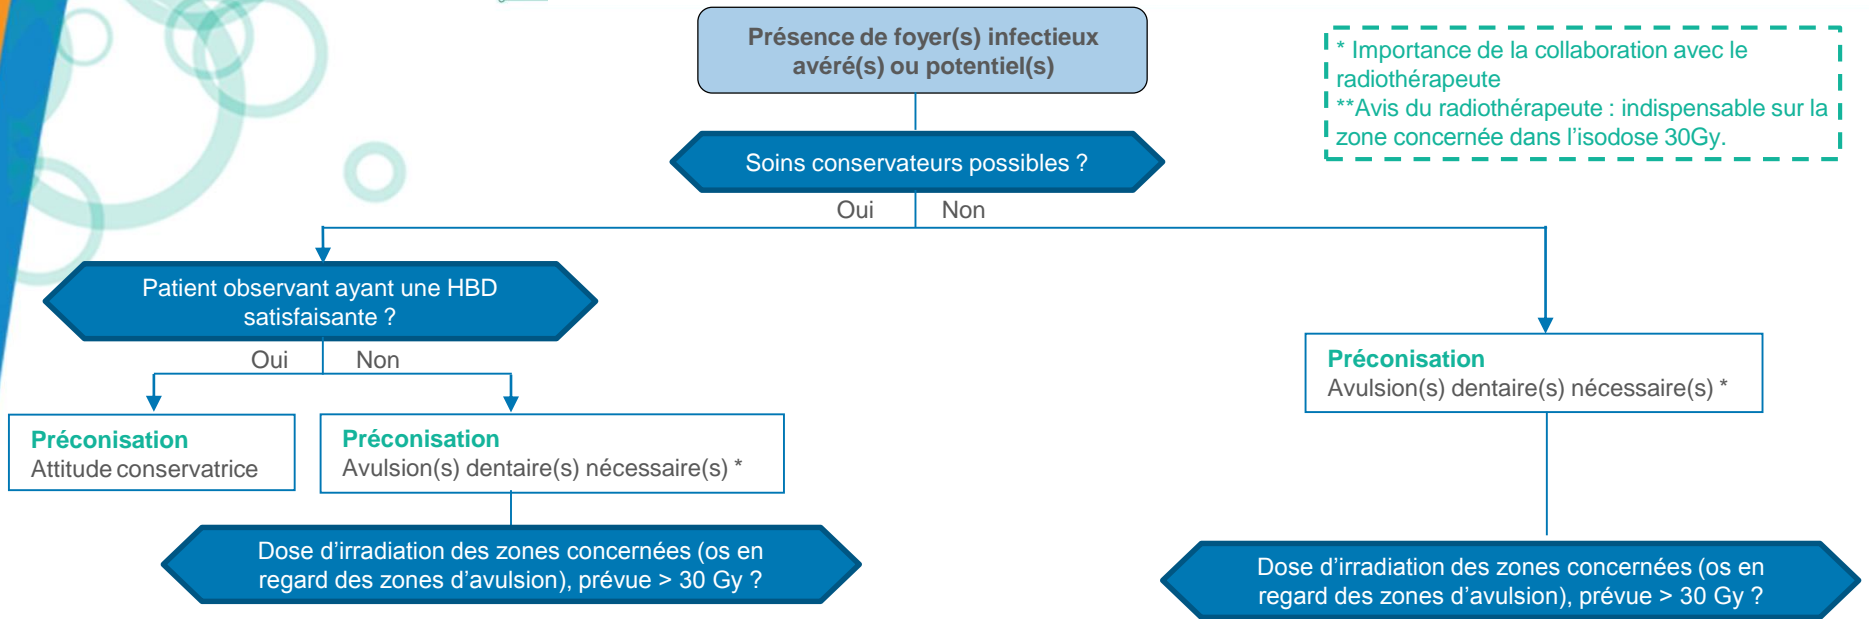 Présence de foyer(s) infectieux
avéré(s) ou potentiel(s)
* Importance de la collaboration avec le
radiothérapeute
**Avis du radiothérapeute : indispensable sur la
zone concernée dans l’isodose 30Gy.
Soins conservateurs possibles ?
Oui
Non
Patient observant ayant une HBD
satisfaisante ?
Oui
Non
Préconisation
Attitude conservatrice
Préconisation
Avulsion(s) dentaire(s) nécessaire(s) *
Préconisation
Avulsion(s) dentaire(s) nécessaire(s) *
Dose d’irradiation des zones concernées (os en
regard des zones d’avulsion), prévue > 30 Gy ?
Dose d’irradiation des zones concernées (os en
regard des zones d’avulsion), prévue > 30 Gy ?